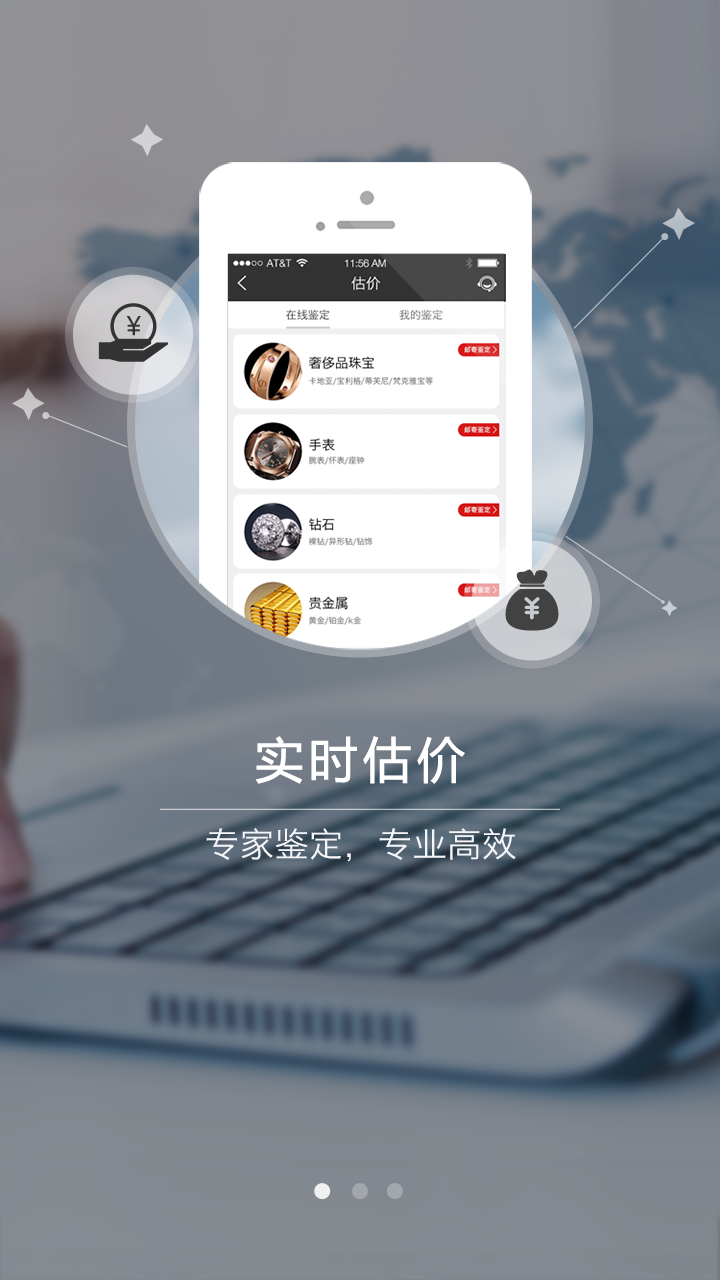 AT&T
11:56 AM
估价
在线鉴定 我的鉴定
奢侈品珠宝
邮寄鉴定
卡地亚/宝利格/蒂芙尼/梵克雅宝等
手表
邮寄鉴定
腕表/怀表/座钟
钻石
邮寄鉴定
裸钻/异形钻/钻饰
贵金属
邮寄鉴定
黄金/铂金/k金
¥
¥
实时估价
专家鉴定，专业高效